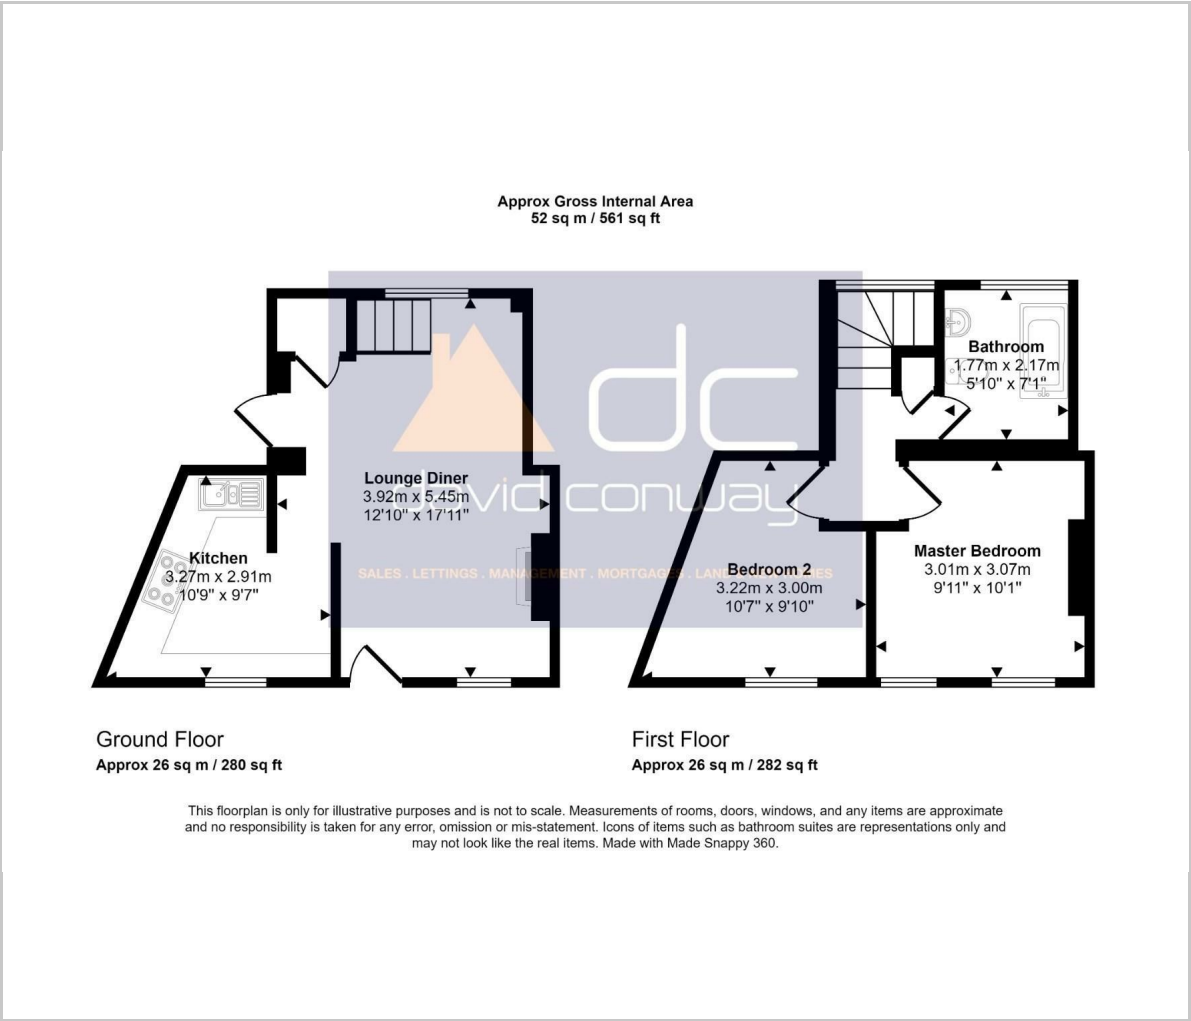 Approx Gross Internal Area
52 sq m / 561 sq ft
dc
david conway
SALES . LETTINGS . MANAGEMENT . MORTGAGES . LAND & NEW HOMES
Lounge Diner
3.92m x 5.45m
12'10" x 17'11"
Kitchen
3.27m x 2.91m
10'9" x 9'7"
Bathroom
1.77m x 2.17m
5'10" x 7'1"
Bedroom 2
3.22m x 3.00m
10'7" x 9'10"
Master Bedroom
3.01m x 3.07m
9'11" x 10'1"
Ground Floor
Approx 26 sq m / 280 sq ft
First Floor
Approx 26 sq m / 282 sq ft
This floorplan is only for illustrative purposes and is not to scale. Measurements of rooms, doors, windows, and any items are approximate
and no responsibility is taken for any error, omission or mis-statement. Icons of items such as bathroom suites are representations only and
may not look like the real items. Made with Made Snappy 360.